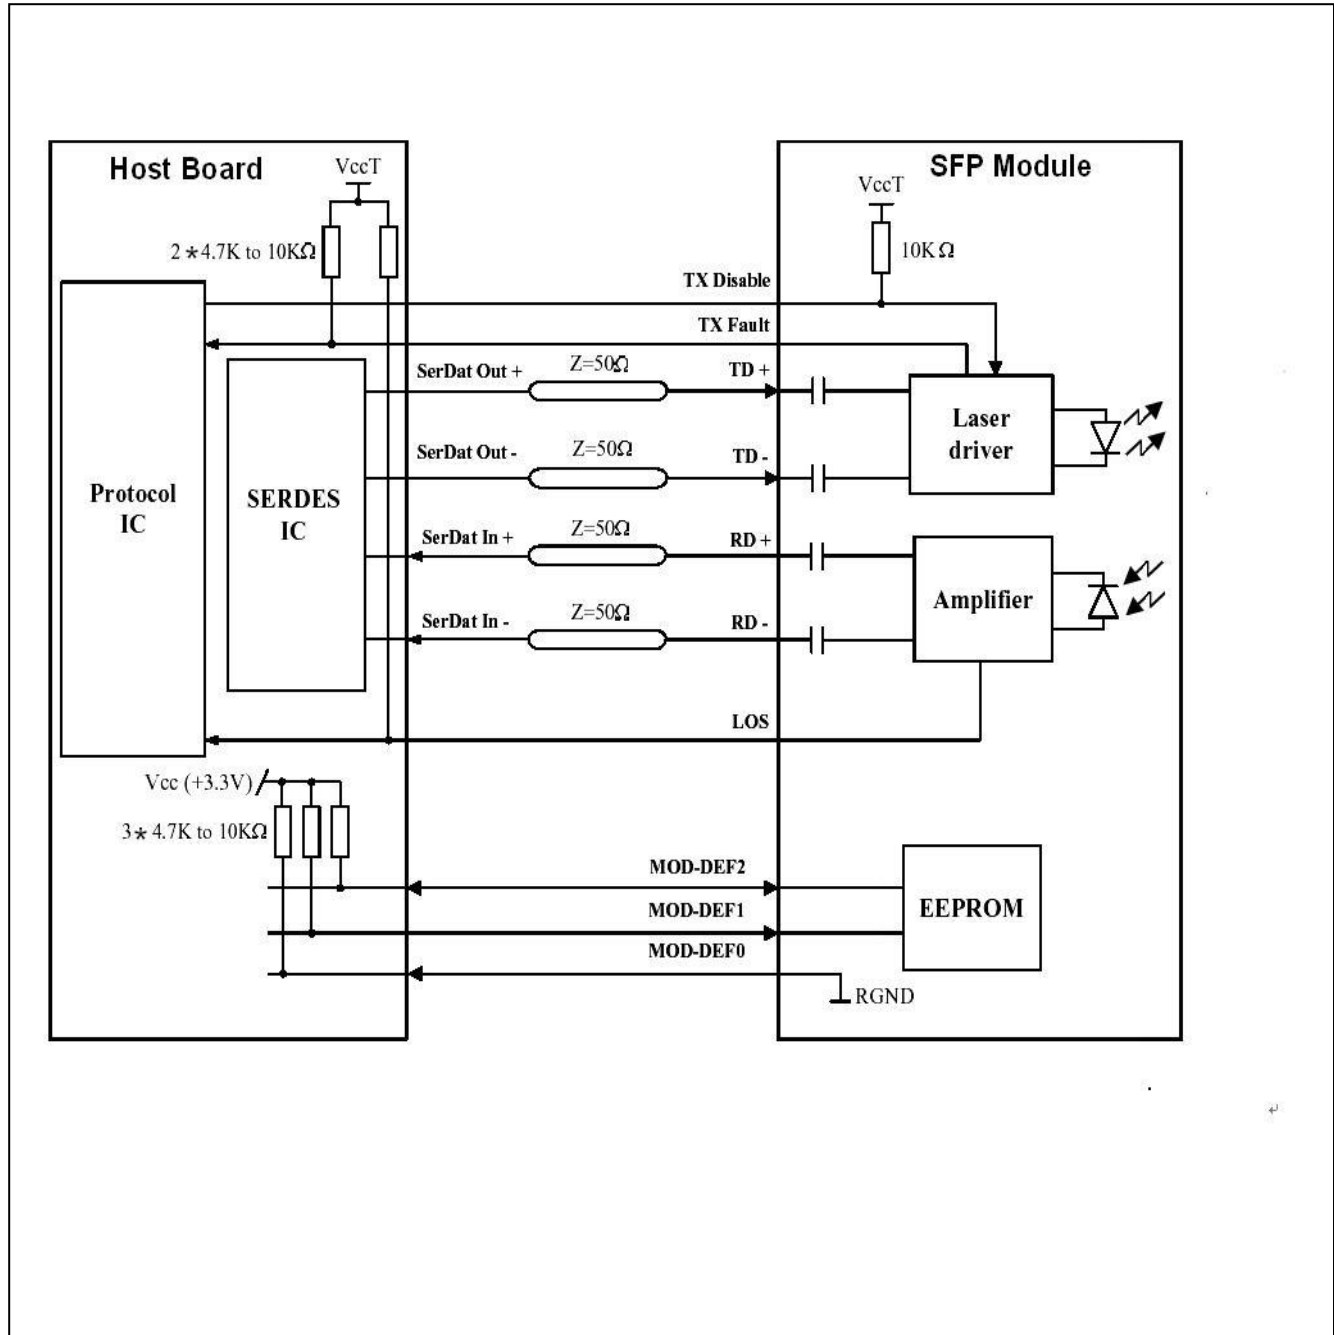 Host Board
SFP Module
VccT
VccT
2*4.7K to 10KΩ
10KΩ
TX Disable
TX Fault
SerDat Out +
Z=50Ω
TD +
SerDat Out -
Z=50Ω
TD -
Laser
driver
Protocol
IC
SERDES
IC
SerDat In +
Z=50Ω
RD +
SerDat In -
Z=50Ω
RD -
Amplifier
LOS
Vcc (+3.3V)
3* 4.7K to 10KΩ
MOD-DEF2
MOD-DEF1
MOD-DEF0
EEPROM
RGND